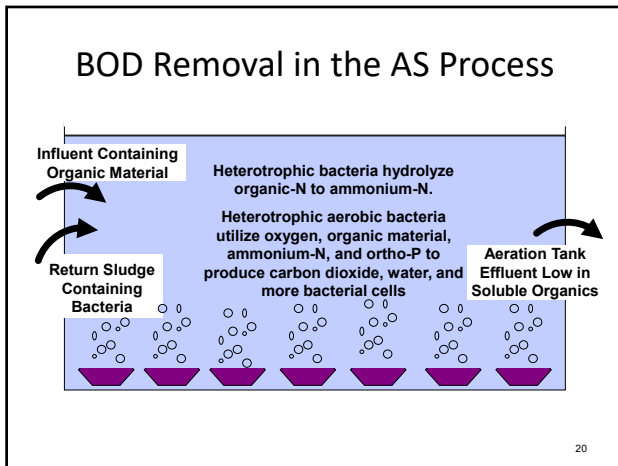 BOD Removal in the AS Process
Influent Containing
Organic Material
Heterotrophic bacteria hydrolyze
organic-N to ammonium-N.
Heterotrophic aerobic bacteria
utilize oxygen, organic material,
ammonium-N, and ortho-P to
produce carbon dioxide, water, and
more bacterial cells
Return Sludge
Containing
Bacteria
Aeration Tank
Effluent Low in
Soluble Organics
20